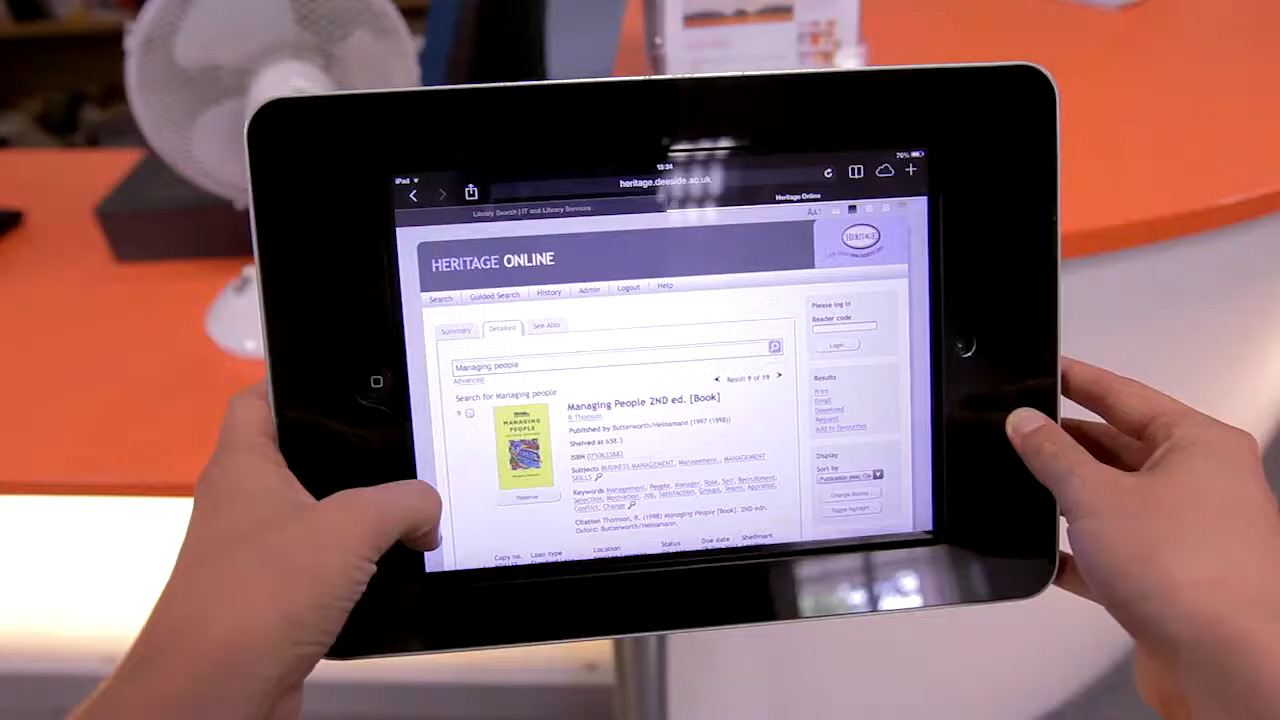 iPad
13:34
76%
heritage.deeside.ac.uk
Library Search | IT and Library Services
Heritage Online
AA
HERITAGE ONLINE
HERITAGE
Search Guided Search History Admin Logout Help
Please log in
Reader code
Login
Summary Detailed See Also
Managing people
Advanced
Result 9 of 19
Search for Managing people
9
MANAGING PEOPLE
Reserve
Managing People 2ND ed. [Book]
R Thomson
Published by Butterworth/Heinemann (1997 (1998))
Shelved at 658.3
ISBN 0750633883
Subjects BUSINESS MANAGEMENT, Management., MANAGEMENT
SKILLS
Keywords Management, People, Manager, Role, Self, Recruitment,
Selection, Motivation, Job, Satisfaction, Groups, Teams, Appraisal,
Conflict, Change
Citation Thomson, R. (1998) Managing People [Book]. 2ND edn.
Oxford: Butterworth/Heinemann.
Copy no. Loan type Location Status Due date Shelfmark
Results
Print
Email
Download
Request
Add to favourites
Display
Sort by
Change display
Toggle highlight